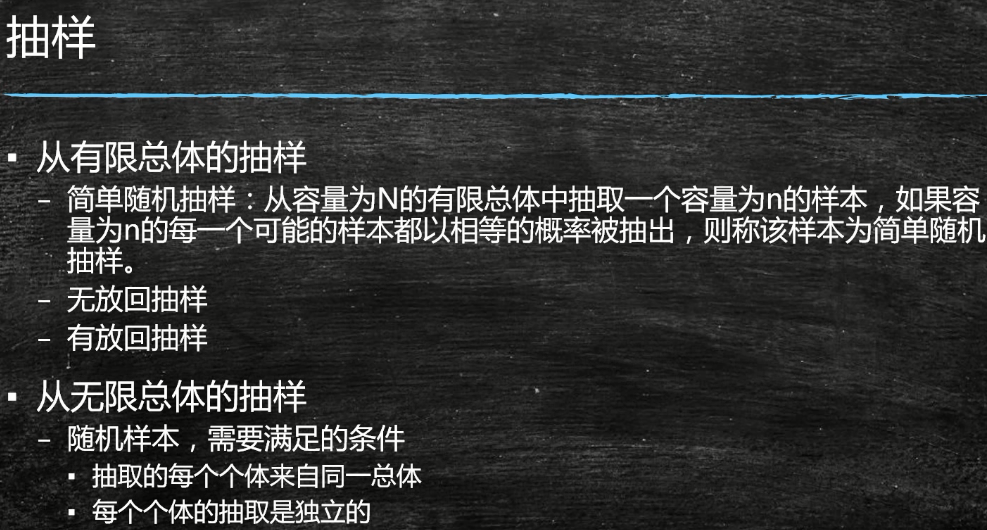 抽样
▪ 从有限总体的抽样
– 简单随机抽样：从容量为N的有限总体中抽取一个容量为n的样本，如果容
量为n的每一个可能的样本都以相等的概率被抽出，则称该样本为简单随机
抽样。
– 无放回抽样
– 有放回抽样
▪ 从无限总体的抽样
– 随机样本，需要满足的条件
▪ 抽取的每个个体来自同一总体
▪ 每个个体的抽取是独立的